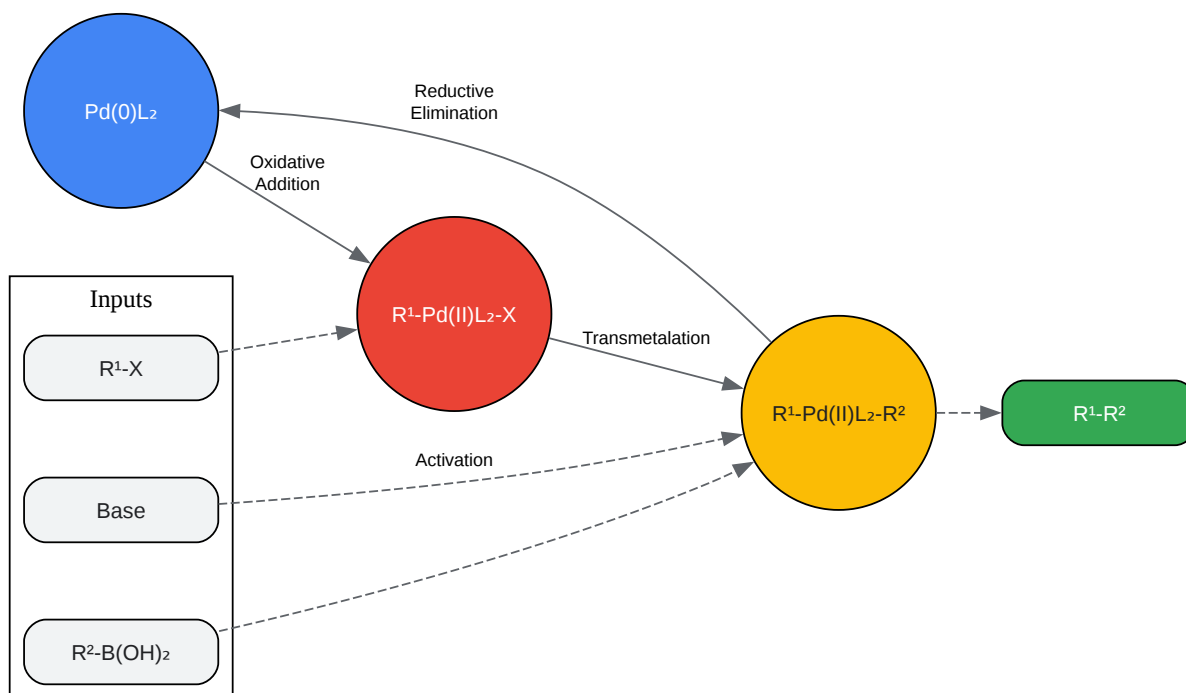 Pd(0)L₂
Reductive
Elimination
Oxidative
Addition
Inputs
R¹-X
R¹-Pd(II)L₂-X
Transmetalation
R¹-Pd(II)L₂-R²
R¹-R²
Activation
Base
R²-B(OH)₂